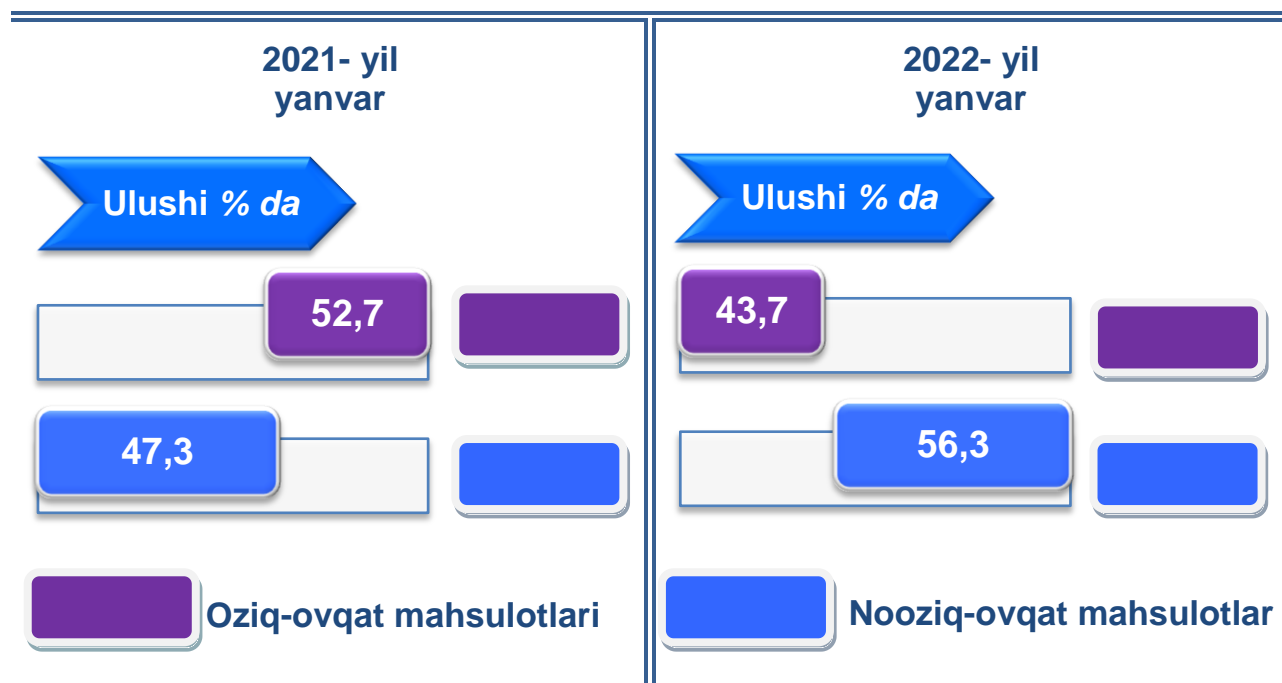 2021- yil
yanvar
Ulushi % da
52,7
47,3
Oziq-ovqat mahsulotlari
2022- yil
yanvar
Ulushi % da
43,7
56,3
Nooziq-ovqat mahsulotlar